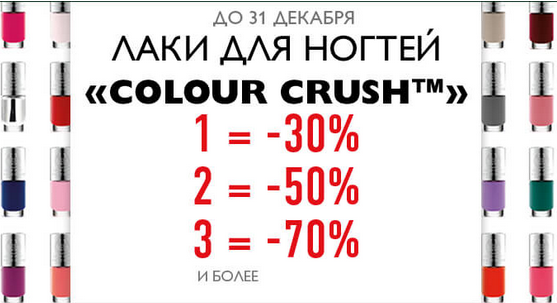 ДО 31 ДЕКАБРЯ
ЛАКИ ДЛЯ НОГТЕЙ
«COLOUR CRUSH™»
1 = -30%
2 = -50%
3 = -70%
И БОЛЕЕ